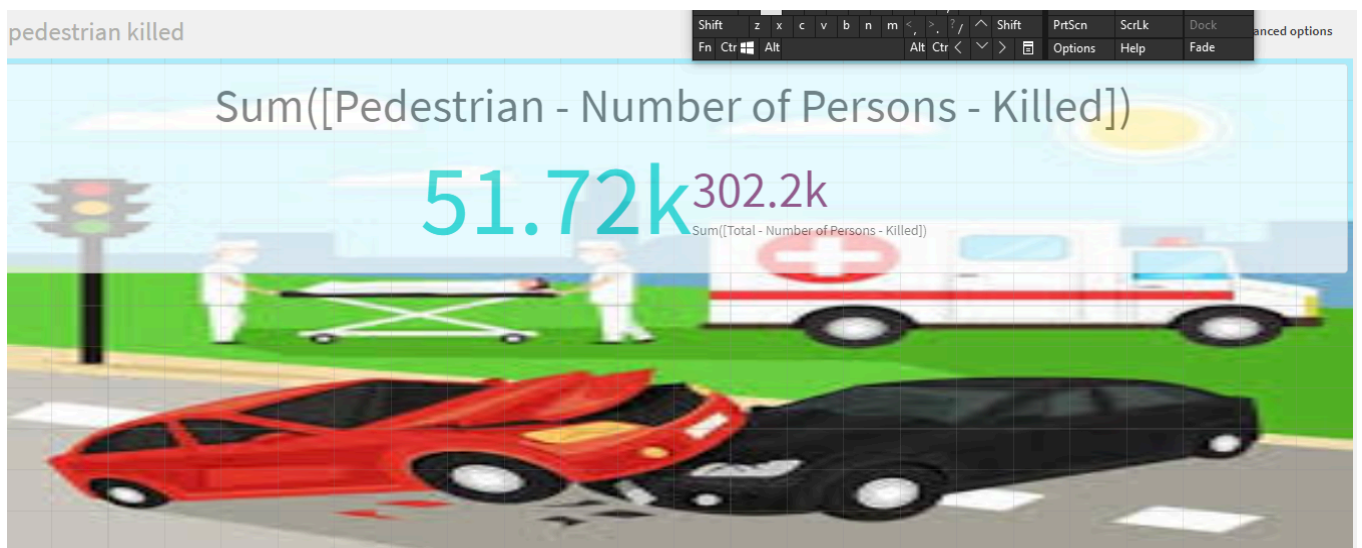 pedestrian killed
Shift z x c v b n m < , > . ? / Shift PrtScn ScrLk Dock
anced options
Fn Ctr Alt Alt Ctr Options Help Fade
Sum([Pedestrian - Number of Persons - Killed])
51.72k
302.2k
Sum([Total - Number of Persons - Killed])